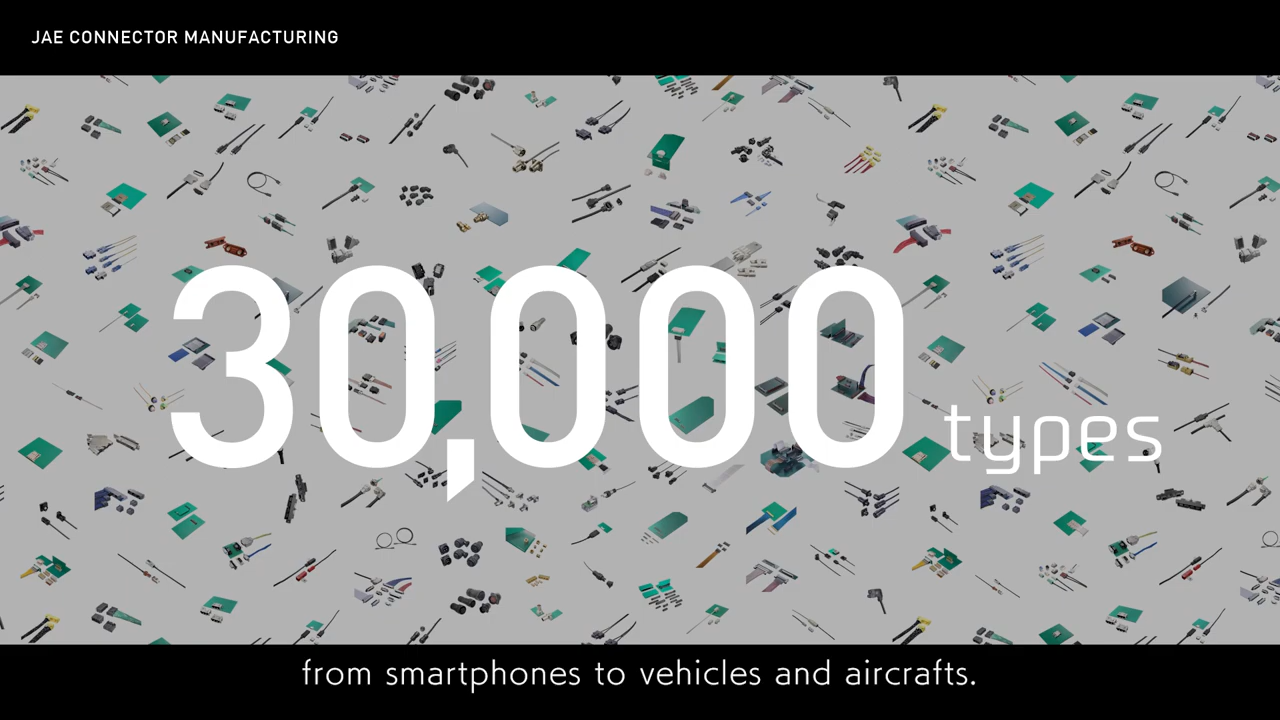 JAE CONNECTOR MANUFACTURING
30,000 types
from smartphones to vehicles and aircrafts.